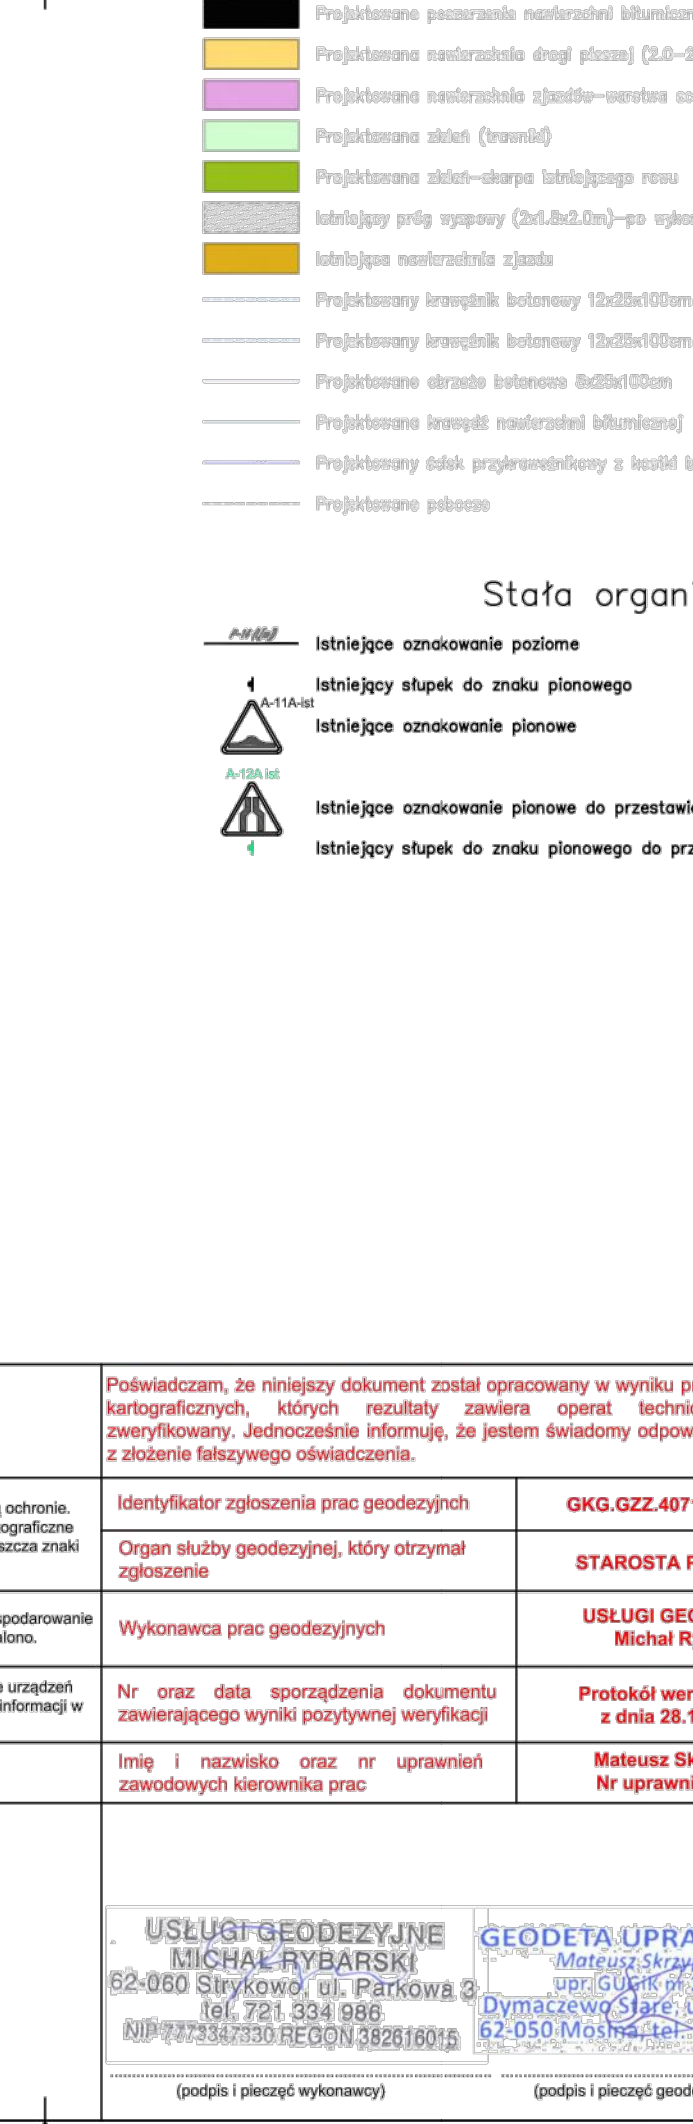 Projektowane poszerzenie nawierzchni
Projektowana nawierzchnia drogi pieszej (2.0-2
Projektowana nawierzchnia zjazdów-warstwa
Projektowana zieleń (trawniki)
Projektowana zieleń-skarpa istniejącego rowu
Istniejący próg wyspowy (2x1.8x2.0m)-po
Istniejąca nawierzchnia zjazdu
Projektowany krawężnik betonowy 12x25x100cm
Projektowany krawężnik betonowy 12x25x100cm
Projektowane obrzeże betonowe 8x25x100cm
Projektowana krawędź nawierzchni bitumicznej
Projektowany ściek przykrawężnikowy z kostki b
Projektowane pobocze
Stała organi
Istniejące oznakowanie poziome
Istniejący słupek do znaku pionowego
A-11A-ist
Istniejące oznakowanie pionowe
A-12A ist
Istniejące oznakowanie pionowe do przestawi
Istniejący słupek do znaku pionowego do prz
Poświadczam, że niniejszy dokument został opracowany w wyniku pr
kartograficznych, których rezultaty zawiera operat techni
zweryfikowany. Jednocześnie informuję, że jestem świadomy odpow
z złożenie fałszywego oświadczenia.
ochronie.
ograficzne
szcza znaki
Identyfikator zgłoszenia prac geodezyjnch
GKG.GZZ.407
Organ służby geodezyjnej, który otrzymał
zgłoszenie
STAROSTA P
spodarowanie
alono.
Wykonawca prac geodezyjnych
USŁUGI GEO
Michał Ry
e urządzeń
informacji w
Nr oraz data sporządzenia dokumentu
zawierającego wyniki pozytywnej weryfikacji
Protokół wer
z dnia 28.1
Imię i nazwisko oraz nr uprawnień
zawodowych kierownika prac
Mateusz Sk
Nr uprawni
USŁUGI GEODEZYJNE
MICHAŁ RYBARSKI
62-060 Strykowo, ul. Parkowa 3
tel. 721 334 986
NIP 7773347330 REGON 382616015
GEODETA UPRA
Mateusz Skrzy
upr. GUGiK nr
Dymaczewo Stare, u
62-050 Mosina, tel.
(podpis i pieczęć wykonawcy)
(podpis i pieczęć geod